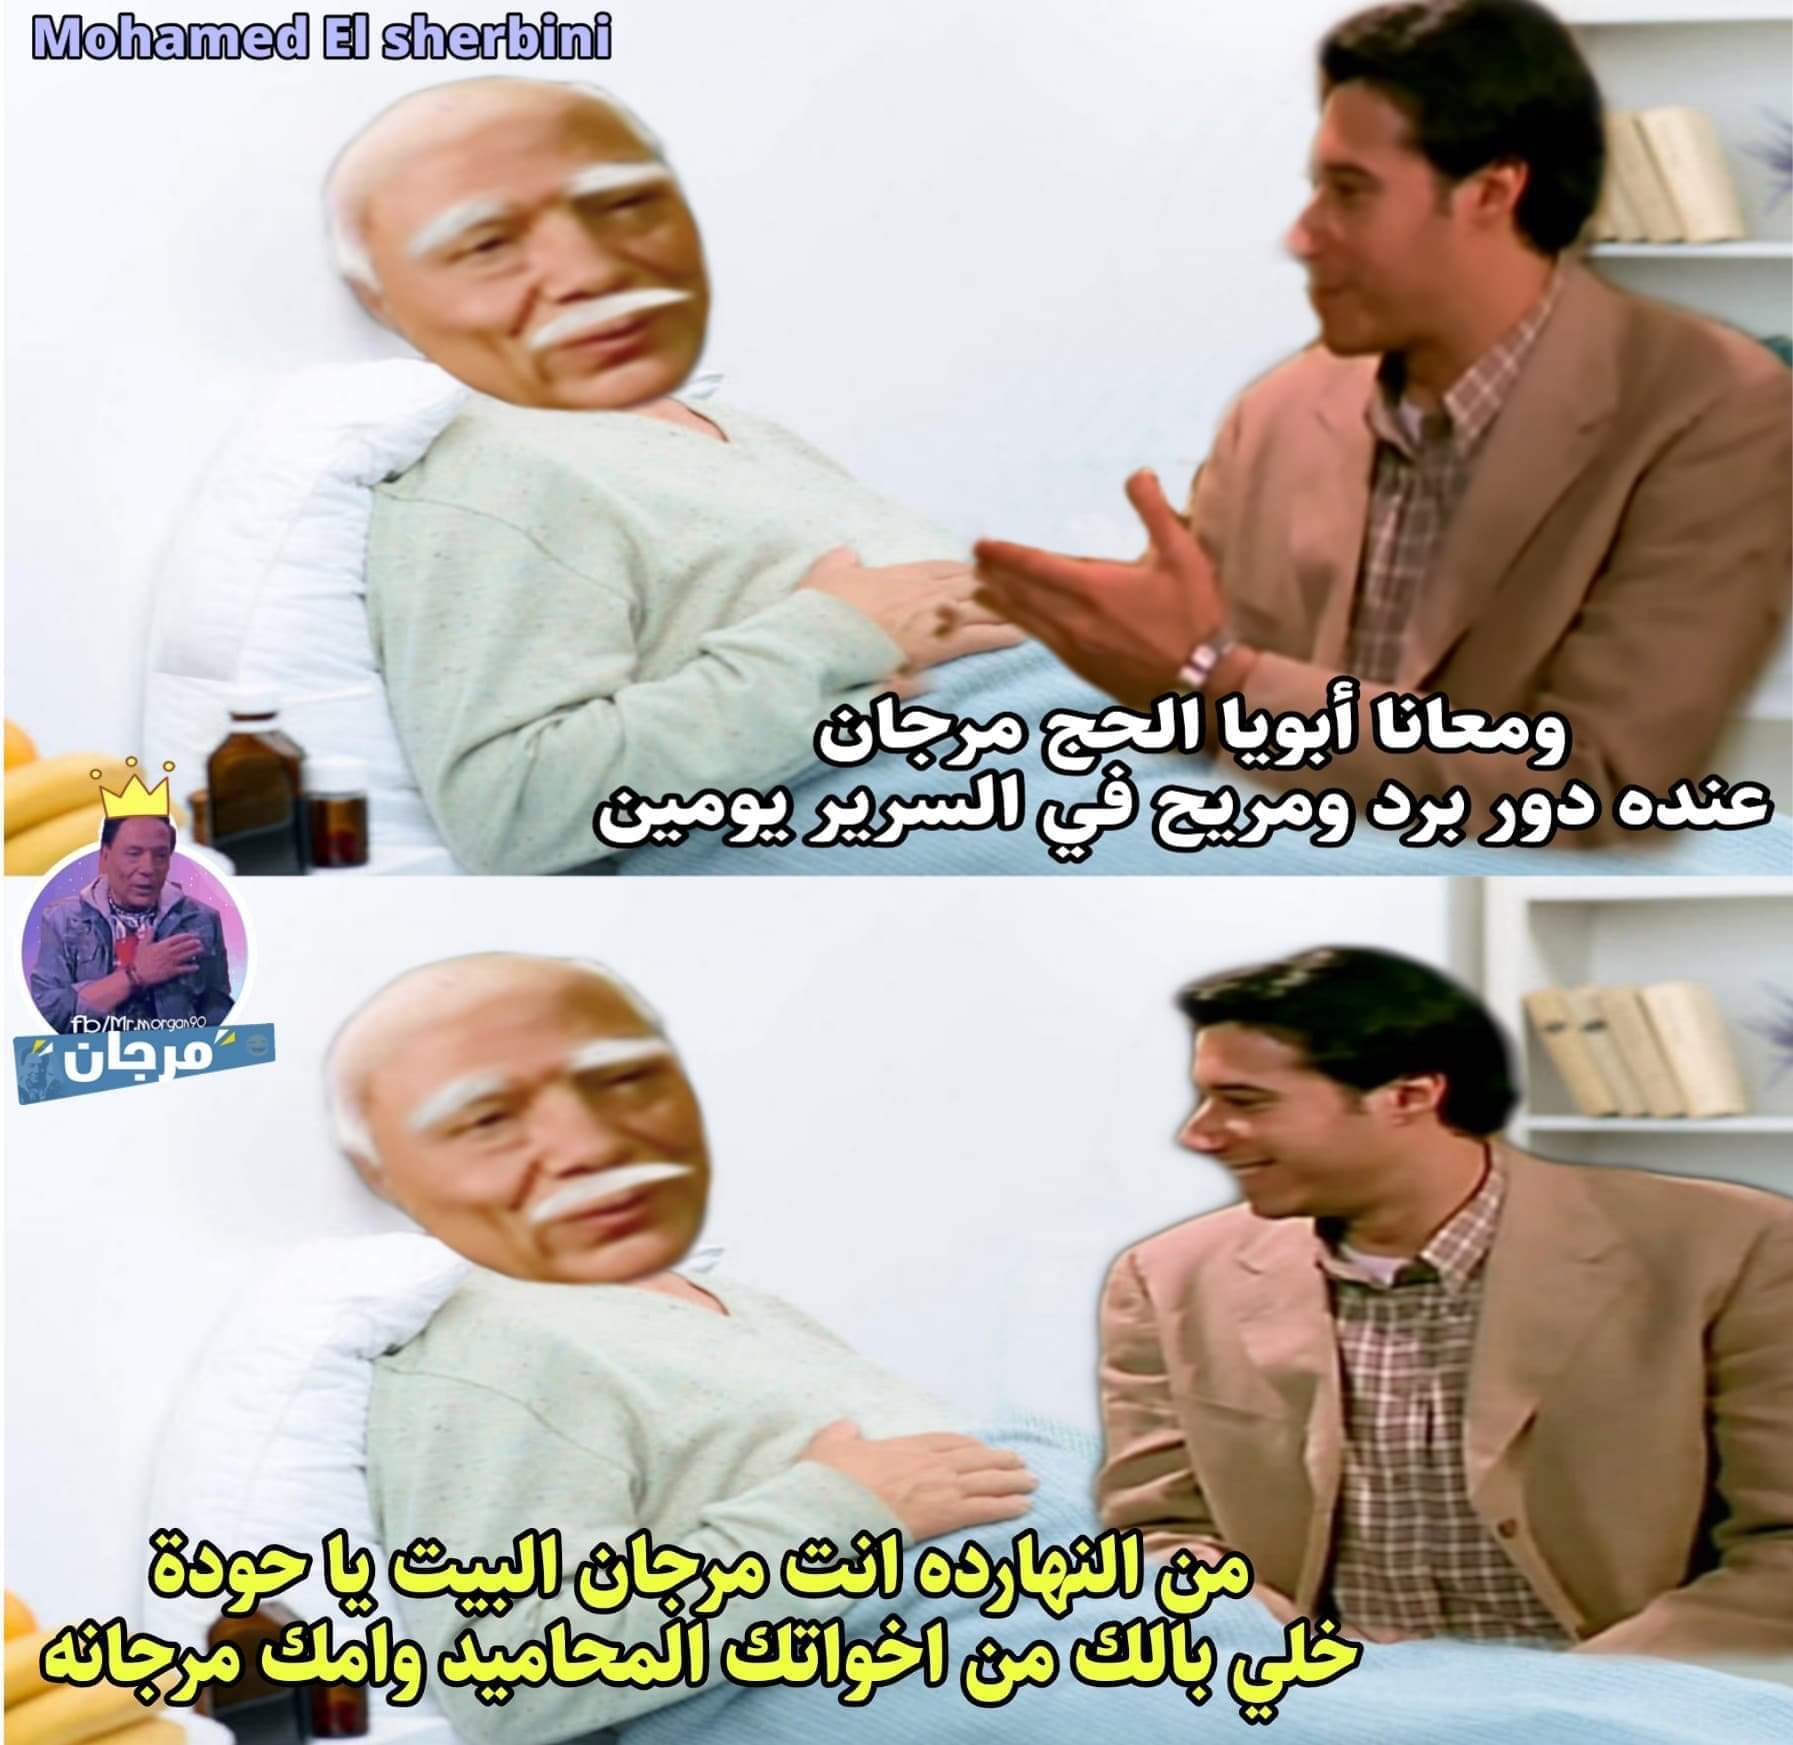 Mohamed El sherbini
ومعانا أبويا الحج مرجان
عنده دور برد ومريح في السرير يومين
fb/Mr.morgan90
مرجان
من النهارده انت مرجان البيت يا حودة
خلي بالك من اخواتك المحاميد وامك مرجانه